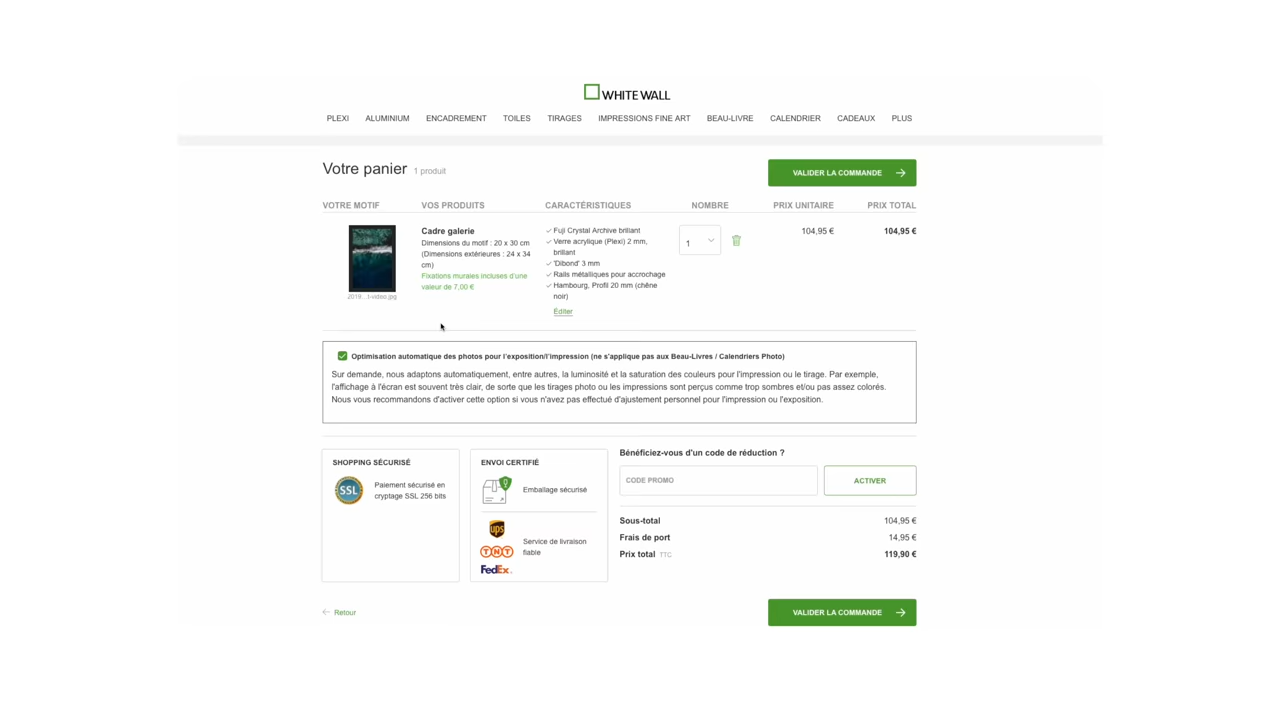 WHITE WALL
PLEXI ALUMINIUM ENCADREMENT TOILES TIRAGES IMPRESSIONS FINE ART BEAU-LIVRE CALENDRIER CADEAUX PLUS
Votre panier 1 produit
VALIDER LA COMMANDE
VOTRE MOTIF VOS PRODUITS CARACTÉRISTIQUES NOMBRE PRIX UNITAIRE PRIX TOTAL
2019...t-video.jpg
Cadre galerie
Dimensions du motif : 20 x 30 cm
(Dimensions extérieures : 24 x 34
cm)
Fixations murales incluses d'une
valeur de 7,00 €
Fuji Crystal Archive brillant
Verre acrylique (Plexi) 2 mm,
brillant
'Dibond' 3 mm
Rails métalliques pour accrochage
Hambourg, Profil 20 mm (chêne
noir)
Éditer
1
104,95 €
104,95 €
Optimisation automatique des photos pour l'exposition/l'impression (ne s'applique pas aux Beau-Livres / Calendriers Photo)
Sur demande, nous adaptons automatiquement, entre autres, la luminosité et la saturation des couleurs pour l'impression ou le tirage. Par exemple,
l'affichage à l'écran est souvent très clair, de sorte que les tirages photo ou les impressions sont perçus comme trop sombres et/ou pas assez colorés.
Nous vous recommandons d'activer cette option si vous n'avez pas effectué d'ajustement personnel pour l'impression ou l'exposition.
SHOPPING SÉCURISÉ
SSL
Paiement sécurisé en
cryptage SSL 256 bits
ENVOI CERTIFIÉ
Emballage sécurisé
ups
TNT
FedEx
Service de livraison
fiable
Bénéficiez-vous d'un code de réduction ?
CODE PROMO
ACTIVER
Sous-total 104,95 €
Frais de port 14,95 €
Prix total TTC 119,90 €
Retour
VALIDER LA COMMANDE